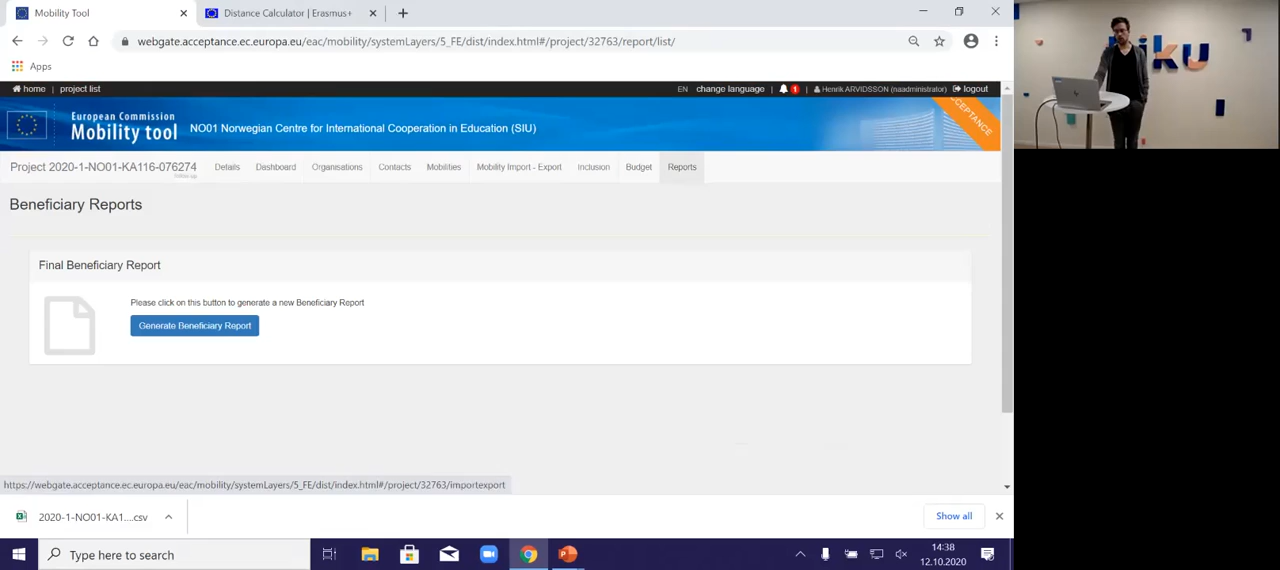 Mobility Tool
Distance Calculator | Erasmus+
webgate.acceptance.ec.europa.eu/eac/mobility/systemLayers/5_FE/dist/index.html#/project/32763/report/list/
Apps
home | project list
EN change language | 1 | Henrik ARVIDSSON (naadministrator) logout
European Commission
Mobility tool
NO01 Norwegian Centre for International Cooperation in Education (SIU)
ACCEPTANCE
Project 2020-1-NO01-KA116-076274
Follow up
Details Dashboard Organisations Contacts Mobilities Mobility Import - Export Inclusion Budget Reports
Beneficiary Reports
Final Beneficiary Report
Please click on this button to generate a new Beneficiary Report
Generate Beneficiary Report
https://webgate.acceptance.ec.europa.eu/eac/mobility/systemLayers/5_FE/dist/index.html#/project/32763/importexport
2020-1-NO01-KA1....csv
Show all
Type here to search
14:38
12.10.2020
iku